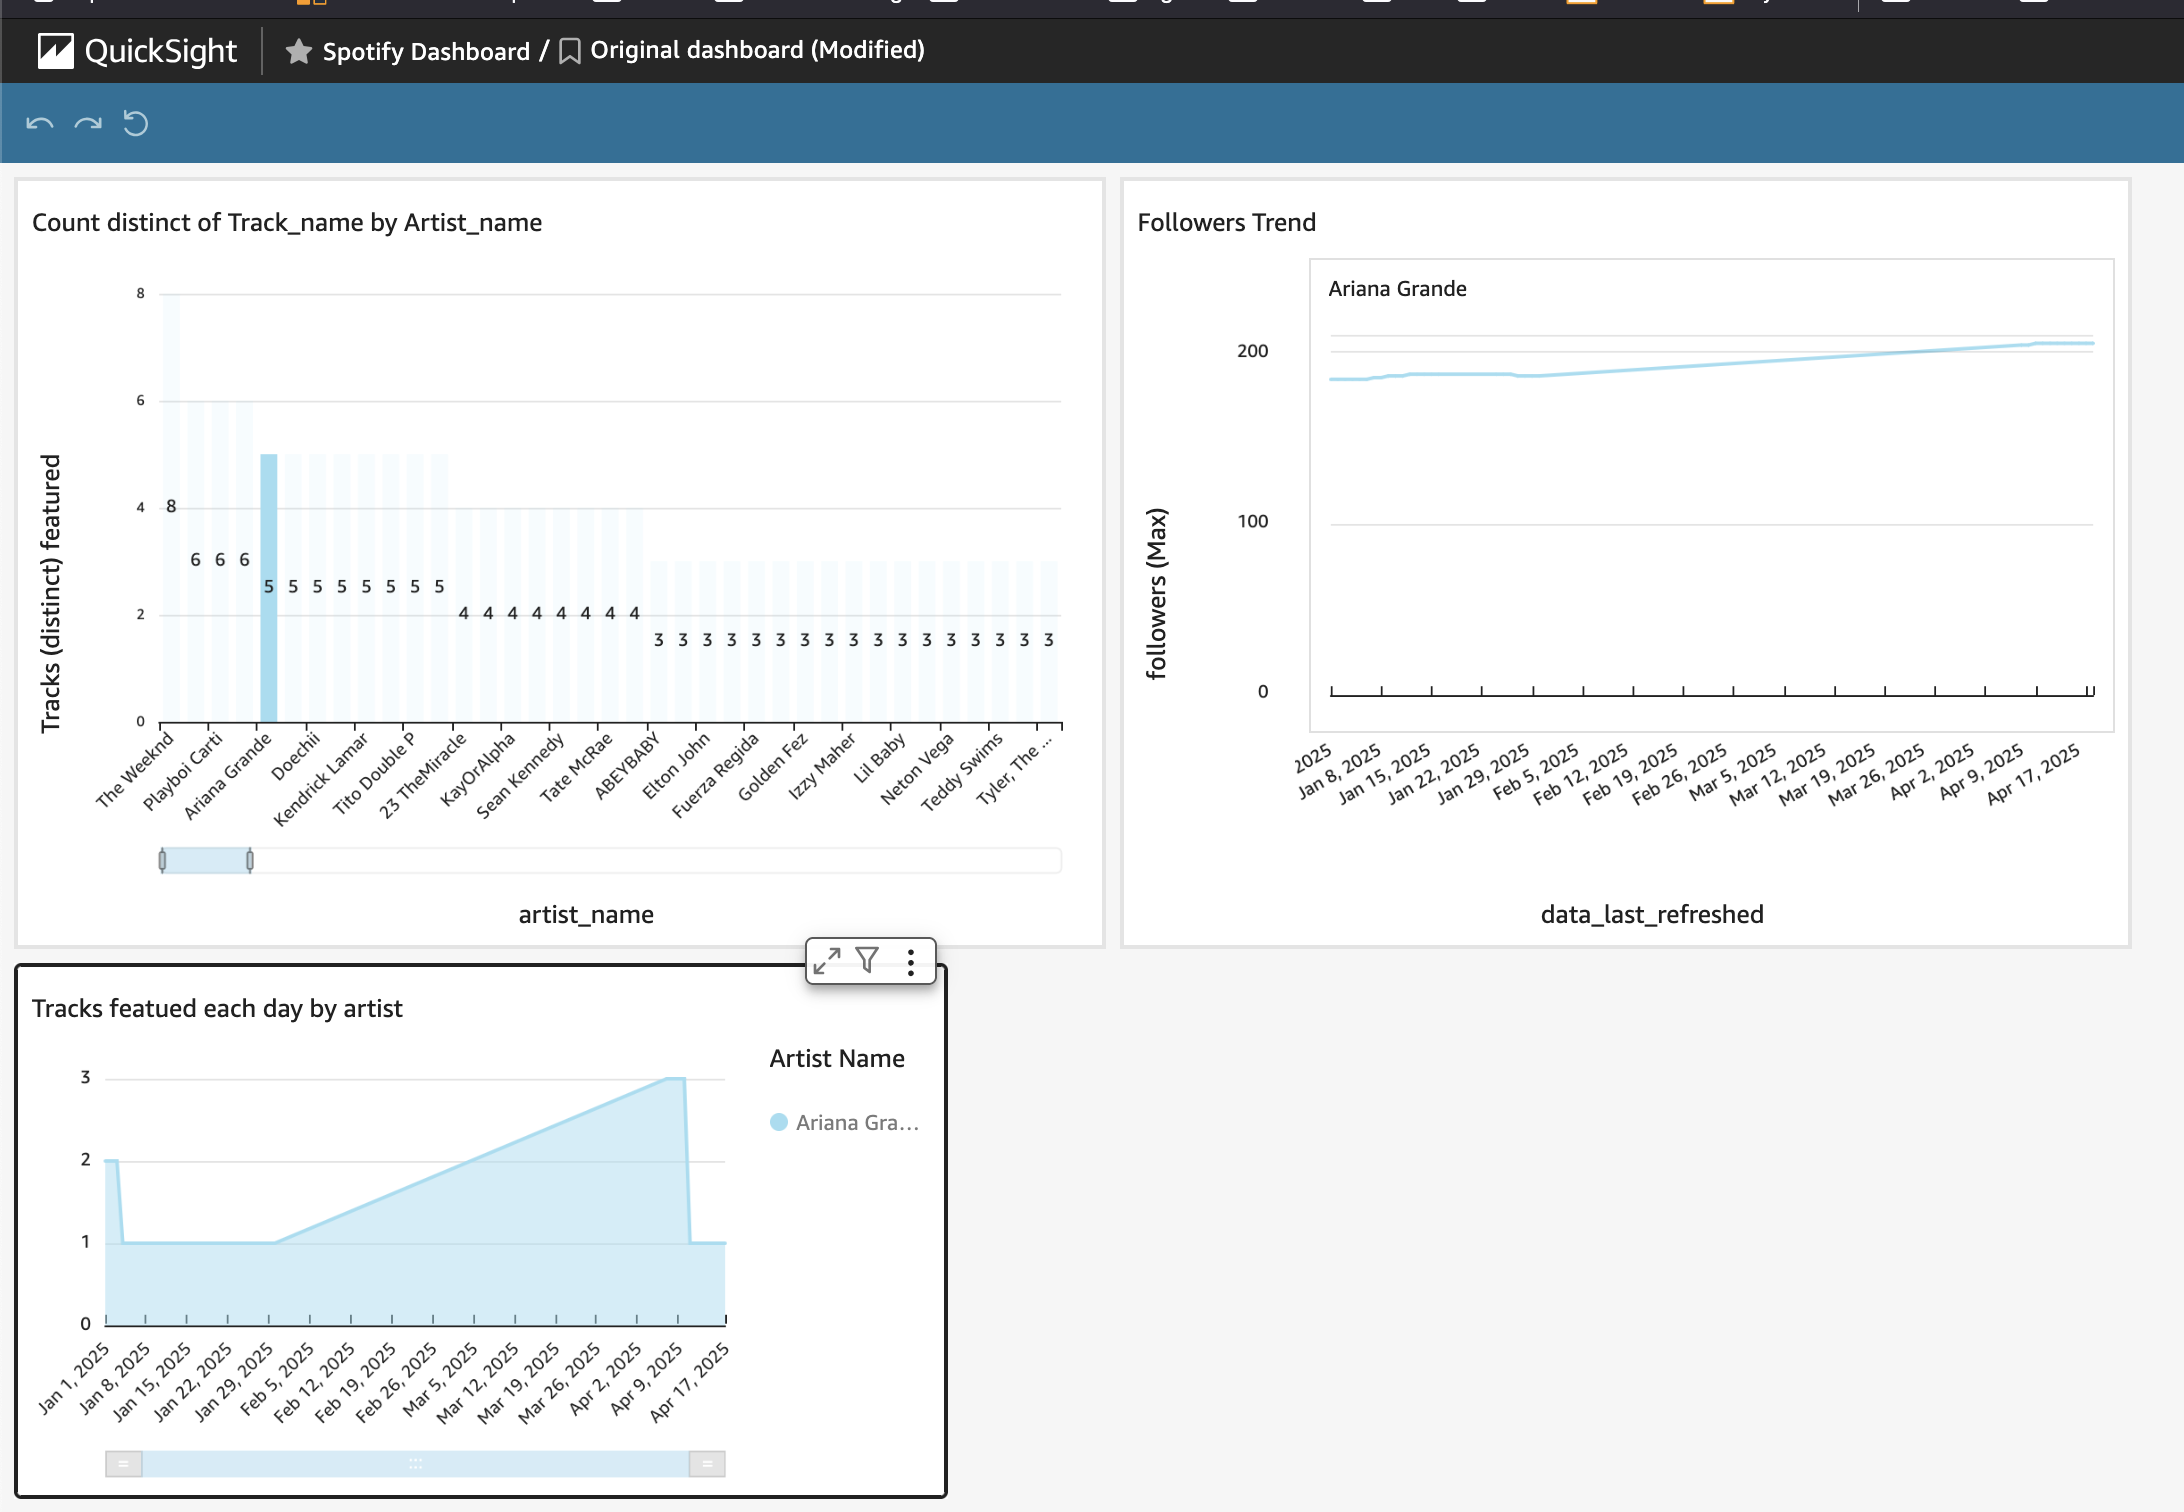 QuickSight
Spotify Dashboard / Original dashboard (Modified)
Count distinct of Track_name by Artist_name
Tracks (distinct) featured
8
6
4
2
0
8
6 6 6
5 5 5 5 5 5 5 5
4 4 4 4 4 4 4 4
3 3 3 3 3 3 3 3 3 3 3 3 3 3 3 3 3
The Weeknd
Playboi Carti
Ariana Grande
Doechii
Kendrick Lamar
Tito Double P
23 TheMiracle
KayOrAlpha
Sean Kennedy
Tate McRae
ABEYBABY
Elton John
Fuerza Regida
Golden Fez
Izzy Maher
Lil Baby
Neton Vega
Teddy Swims
Tyler, The ...
artist_name
Followers Trend
Ariana Grande
followers (Max)
200
100
0
2025
Jan 8, 2025
Jan 15, 2025
Jan 22, 2025
Jan 29, 2025
Feb 5, 2025
Feb 12, 2025
Feb 19, 2025
Feb 26, 2025
Mar 5, 2025
Mar 12, 2025
Mar 19, 2025
Mar 26, 2025
Apr 2, 2025
Apr 9, 2025
Apr 17, 2025
data_last_refreshed
Tracks featued each day by artist
3
2
1
0
Jan 1, 2025
Jan 8, 2025
Jan 15, 2025
Jan 22, 2025
Jan 29, 2025
Feb 5, 2025
Feb 12, 2025
Feb 19, 2025
Feb 26, 2025
Mar 5, 2025
Mar 12, 2025
Mar 19, 2025
Mar 26, 2025
Apr 2, 2025
Apr 9, 2025
Apr 17, 2025
Artist Name
Ariana Gra...